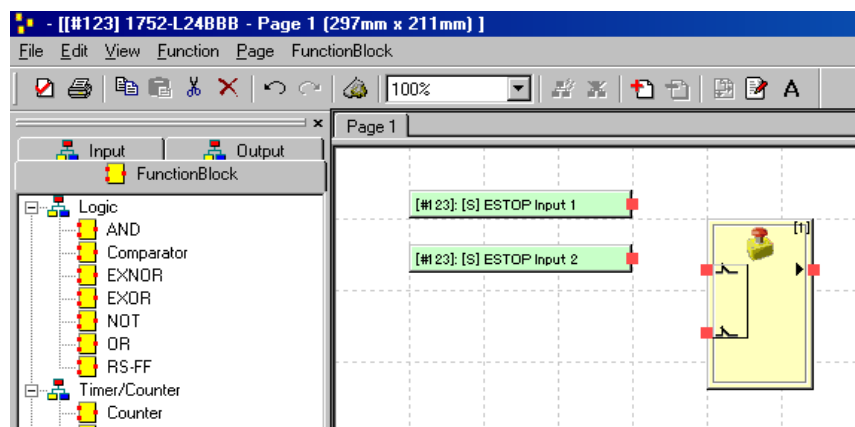 - [[#123] 1752-L24BBB - Page 1 (297mm x 211mm) ]
File Edit View Function Page FunctionBlock
100% A
Page 1
Input Output
FunctionBlock
Logic
AND
Comparator
EXNOR
EXOR
NOT
OR
RS-FF
Timer/Counter
Counter
[#123]: [S] ESTOP Input 1
[#123]: [S] ESTOP Input 2
[1]